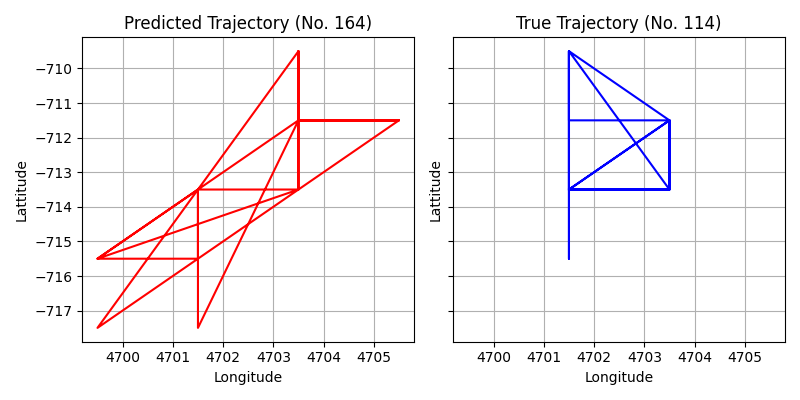 Predicted Trajectory (No. 164)
True Trajectory (No. 114)
−710
−711
−712
−713
−714
−715
−716
−717
Lattitude
Lattitude
4700 4701 4702 4703 4704 4705
4700 4701 4702 4703 4704 4705
Longitude
Longitude